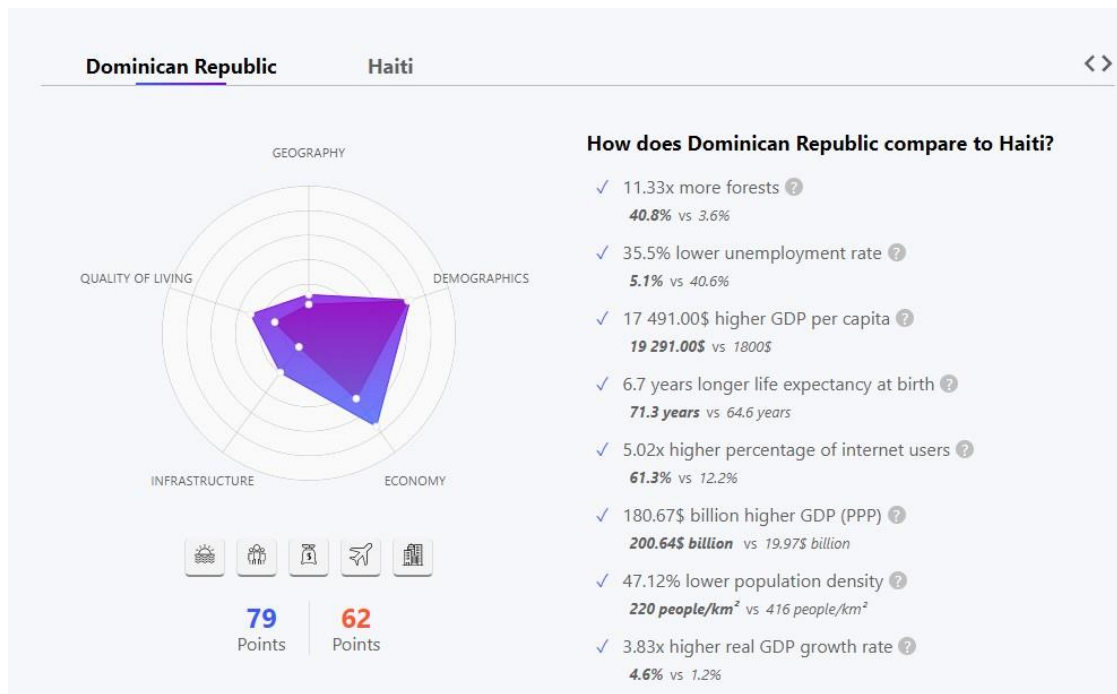 Dominican Republic
Haiti
GEOGRAPHY
QUALITY OF LIVING
DEMOGRAPHICS
INFRASTRUCTURE
ECONOMY
79
Points
62
Points
How does Dominican Republic compare to Haiti?
✓ 11.33x more forests ?
40.8% vs 3.6%
✓ 35.5% lower unemployment rate ?
5.1% vs 40.6%
✓ 17 491.00$ higher GDP per capita ?
19 291.00$ vs 1800$
✓ 6.7 years longer life expectancy at birth ?
71.3 years vs 64.6 years
✓ 5.02x higher percentage of internet users ?
61.3% vs 12.2%
✓ 180.67$ billion higher GDP (PPP) ?
200.64$ billion vs 19.97$ billion
✓ 47.12% lower population density ?
220 people/km² vs 416 people/km²
✓ 3.83x higher real GDP growth rate ?
4.6% vs 1.2%